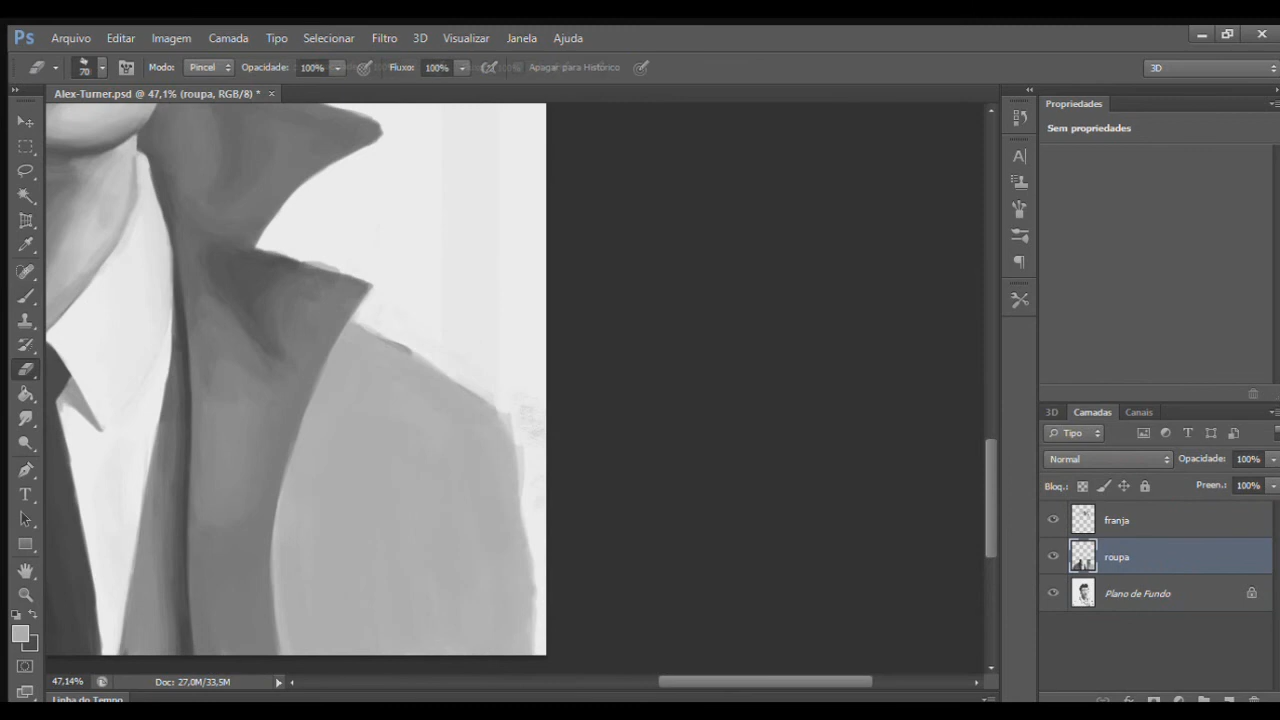 Ps Arquivo Editar Imagem Camada Tipo Selecionar Filtro 3D Visualizar Janela Ajuda
70 Modo: Pincel Opacidade: 100% Fluxo: 100% Apagar para Histórico 3D
Alex-Turner.psd @ 47,1% (roupa, RGB/8) * ×
Propriedades
Sem propriedades
3D Camadas Canais
Tipo
Normal Opacidade: 100%
Bloq.: Preen.: 100%
franja
roupa
Plano de Fundo
47,14% Doc: 27,0M/33,5M
Linha do Tempo